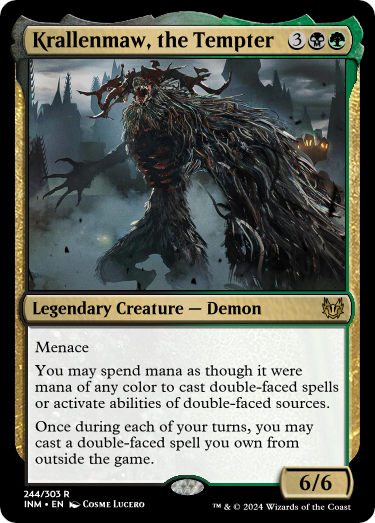 Krallenmaw, the Tempter 3
Legendary Creature — Demon
Menace
You may spend mana as though it were
mana of any color to cast double-faced spells
or activate abilities of double-faced sources.
Once during each of your turns, you may
cast a double-faced spell you own from
outside the game.
6/6
244/303 R
INM • EN Cosme Lucero
™ & © 2024 Wizards of the Coast